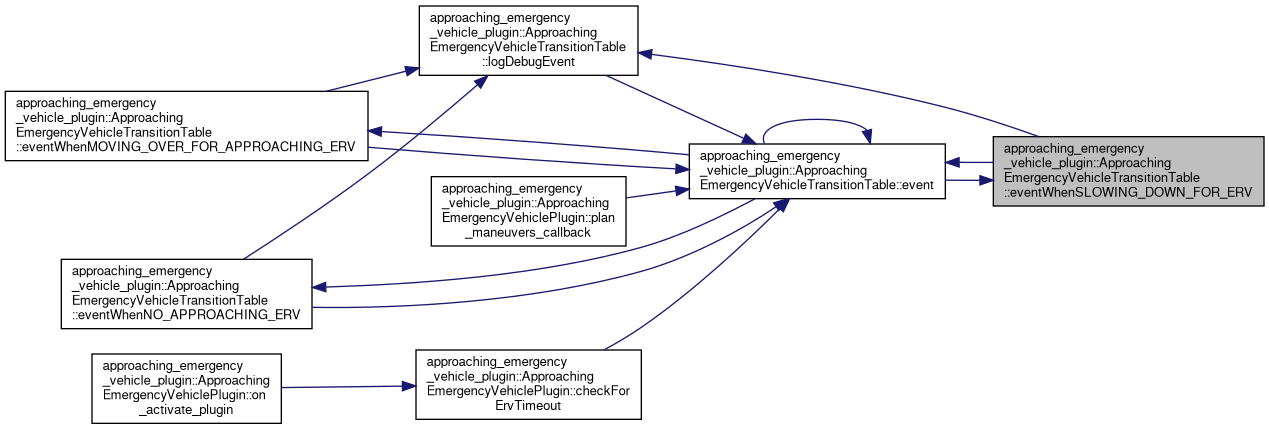 approaching_emergency
_vehicle_plugin::Approaching
EmergencyVehicleTransitionTable
::logDebugEvent
approaching_emergency
_vehicle_plugin::Approaching
EmergencyVehicleTransitionTable
::eventWhenMOVING_OVER_FOR_APPROACHING_ERV
approaching_emergency
_vehicle_plugin::Approaching
EmergencyVehicleTransitionTable::event
approaching_emergency
_vehicle_plugin::Approaching
EmergencyVehicleTransitionTable
::eventWhenSLOWING_DOWN_FOR_ERV
approaching_emergency
_vehicle_plugin::Approaching
EmergencyVehiclePlugin::plan
_maneuvers_callback
approaching_emergency
_vehicle_plugin::Approaching
EmergencyVehicleTransitionTable
::eventWhenNO_APPROACHING_ERV
approaching_emergency
_vehicle_plugin::Approaching
EmergencyVehiclePlugin::on
_activate_plugin
approaching_emergency
_vehicle_plugin::Approaching
EmergencyVehiclePlugin::checkFor
ErvTimeout